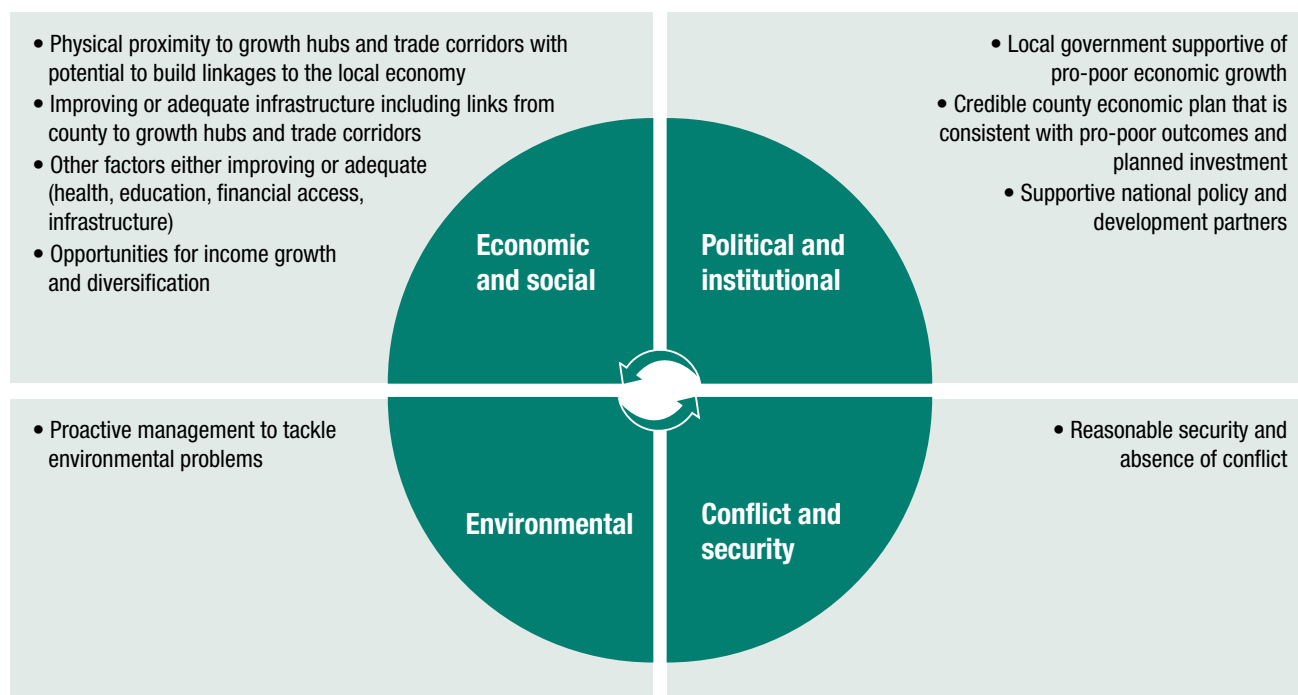 • Physical proximity to growth hubs and trade corridors with
potential to build linkages to the local economy
• Improving or adequate infrastructure including links from
county to growth hubs and trade corridors
• Other factors either improving or adequate
(health, education, financial access,
infrastructure)
• Opportunities for income growth
and diversification
Economic
and social
• Local government supportive of
pro-poor economic growth
• Credible county economic plan that is
consistent with pro-poor outcomes and
planned investment
• Supportive national policy and
development partners
Political and
institutional
• Proactive management to tackle
environmental problems
Environmental
• Reasonable security and
absence of conflict
Conflict and
security